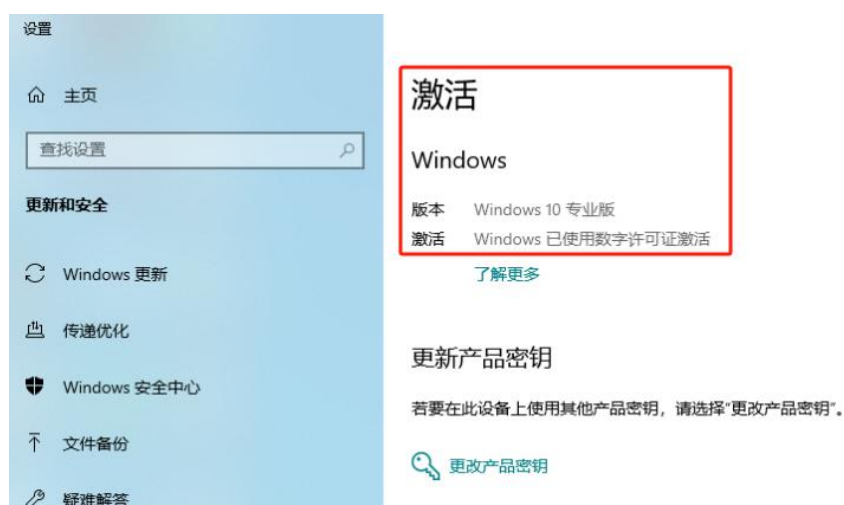 设置
主页
查找设置
更新和安全
Windows 更新
传递优化
Windows 安全中心
文件备份
疑难解答
激活
Windows
版本 Windows 10 专业版
激活 Windows 已使用数字许可证激活
了解更多
更新产品密钥
若要在此设备上使用其他产品密钥，请选择“更改产品密钥”。
更改产品密钥